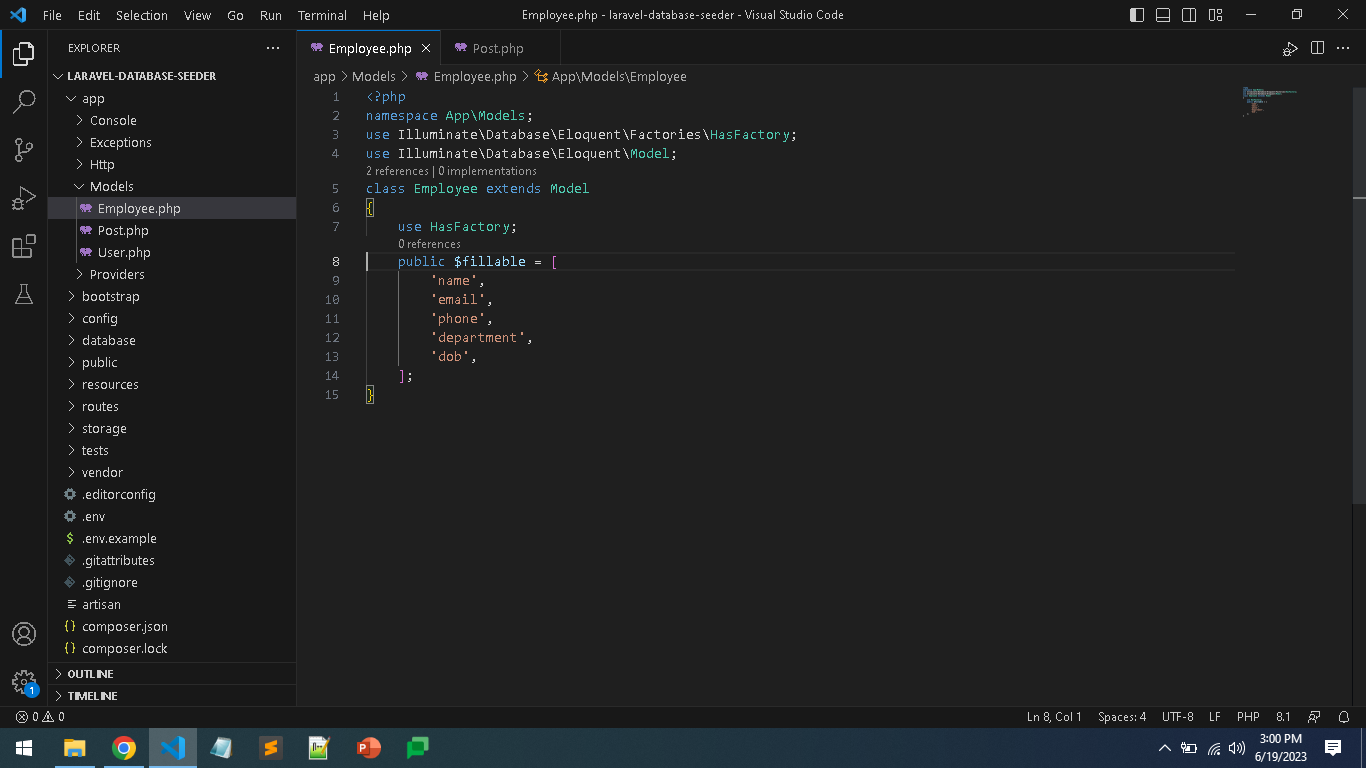 File Edit Selection View Go Run Terminal Help
Employee.php - laravel-database-seeder - Visual Studio Code
EXPLORER
LARAVEL-DATABASE-SEEDER
app
Console
Exceptions
Http
Models
Employee.php
Post.php
User.php
Providers
bootstrap
config
database
public
resources
routes
storage
tests
vendor
.editorconfig
.env
$ .env.example
.gitattributes
.gitignore
artisan
{} composer.json
{} composer.lock
OUTLINE
TIMELINE
1
Employee.php
Post.php
app > Models > Employee.php > App\Models\Employee
1 <?php
2 namespace App\Models;
3 use Illuminate\Database\Eloquent\Factories\HasFactory;
4 use Illuminate\Database\Eloquent\Model;
2 references | 0 implementations
5 class Employee extends Model
6 {
7 use HasFactory;
0 references
8 public $fillable = [
9 'name',
10 'email',
11 'phone',
12 'department',
13 'dob',
14 ];
15 }
0 0
Ln 8, Col 1 Spaces: 4 UTF-8 LF PHP 8.1
3:00 PM
6/19/2023